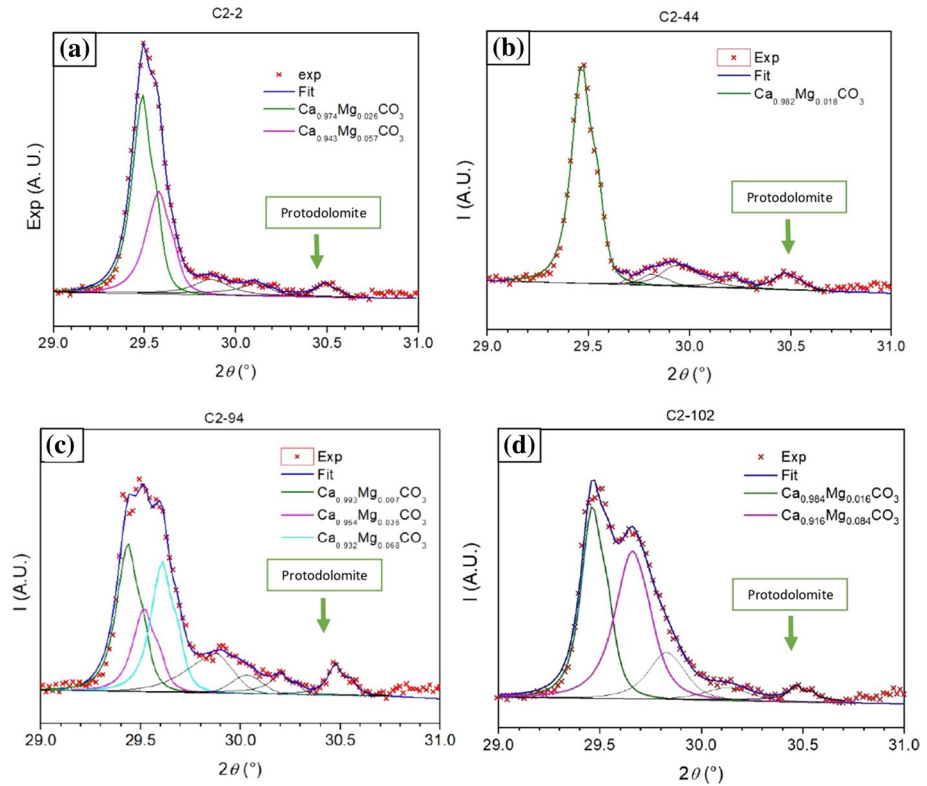 C2-2
(a)
exp
Fit
Ca0.974Mg0.026CO3
Ca0.943Mg0.057CO3
Protodolomite
Exp (A. U.)
29.0 29.5 30.0 30.5 31.0
2θ (°)
C2-44
(b)
Exp
Fit
Ca0.982Mg0.018CO3
Protodolomite
I (A.U.)
29.0 29.5 30.0 30.5 31.0
2θ (°)
C2-94
(c)
Exp
Fit
Ca0.993Mg0.007CO3
Ca0.964Mg0.036CO3
Ca0.932Mg0.068CO3
Protodolomite
I (A.U.)
29.0 29.5 30.0 30.5 31.0
2θ (°)
C2-102
(d)
Exp
Fit
Ca0.984Mg0.016CO3
Ca0.916Mg0.084CO3
Protodolomite
I (A.U.)
29.0 29.5 30.0 30.5 31.0
2θ (°)